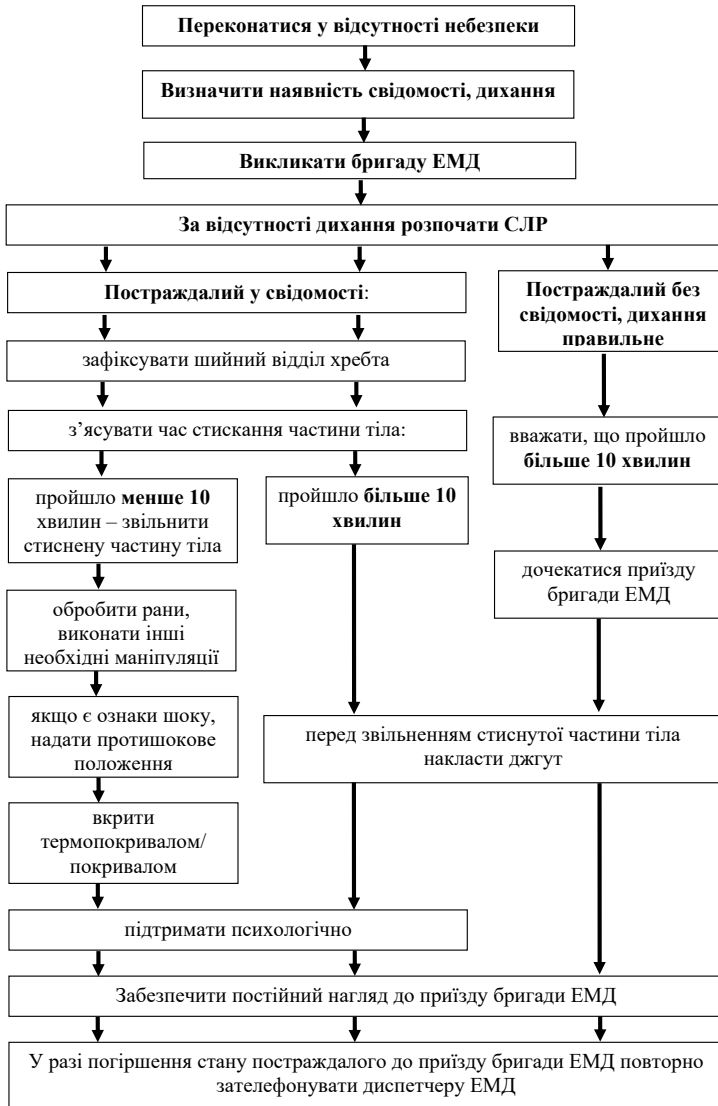 Переконатися у відсутності небезпеки
Визначити наявність свідомості, дихання
Викликати бригаду ЕМД
За відсутності дихання розпочати СЛР
Постраждалий у свідомості:
Постраждалий без
свідомості, дихання
правильне
зафіксувати шийний відділ хребта
з’ясувати час стискання частини тіла:
вважати, що пройшло
більше 10 хвилин
пройшло менше 10
хвилин – звільнити
стиснену частину тіла
пройшло більше 10
хвилин
дочекатися приїзду
бригади ЕМД
обробити рани,
виконати інші
необхідні маніпуляції
якщо є ознаки шоку,
надати протишокове
положення
перед звільненням стиснутої частини тіла
накласти джгут
вкрити
термопокривалом/
покривалом
підтримати психологічно
Забезпечити постійний нагляд до приїзду бригади ЕМД
У разі погіршення стану постраждалого до приїзду бригади ЕМД повторно
зателефонувати диспетчеру ЕМД